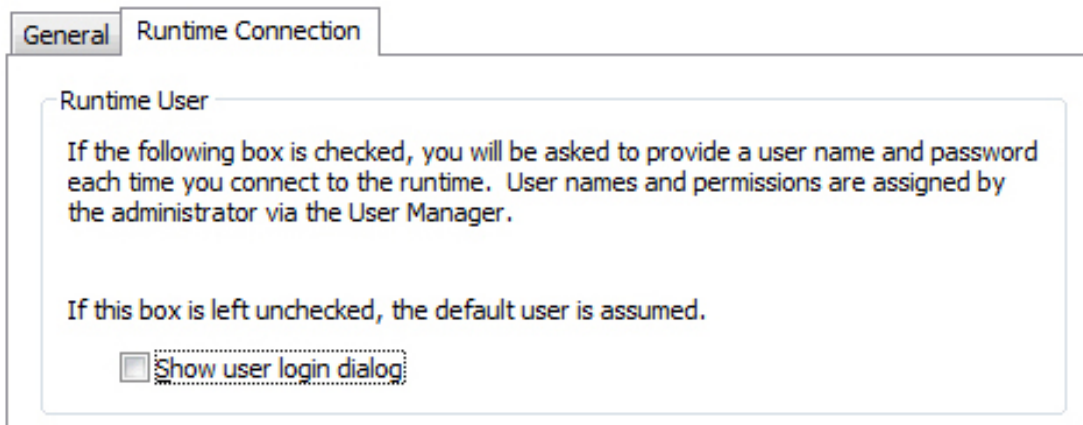 General
Runtime Connection
Runtime User
If the following box is checked, you will be asked to provide a user name and password
each time you connect to the runtime.  User names and permissions are assigned by
the administrator via the User Manager.
If this box is left unchecked, the default user is assumed.
Show user login dialog